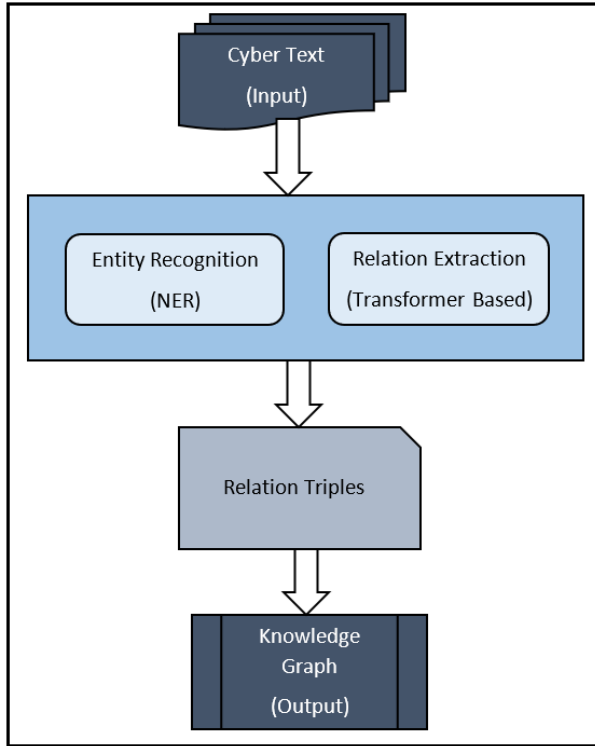 Cyber Text
(Input)
Entity Recognition
(NER)
Relation Extraction
(Transformer Based)
Relation Triples
Knowledge
Graph
(Output)